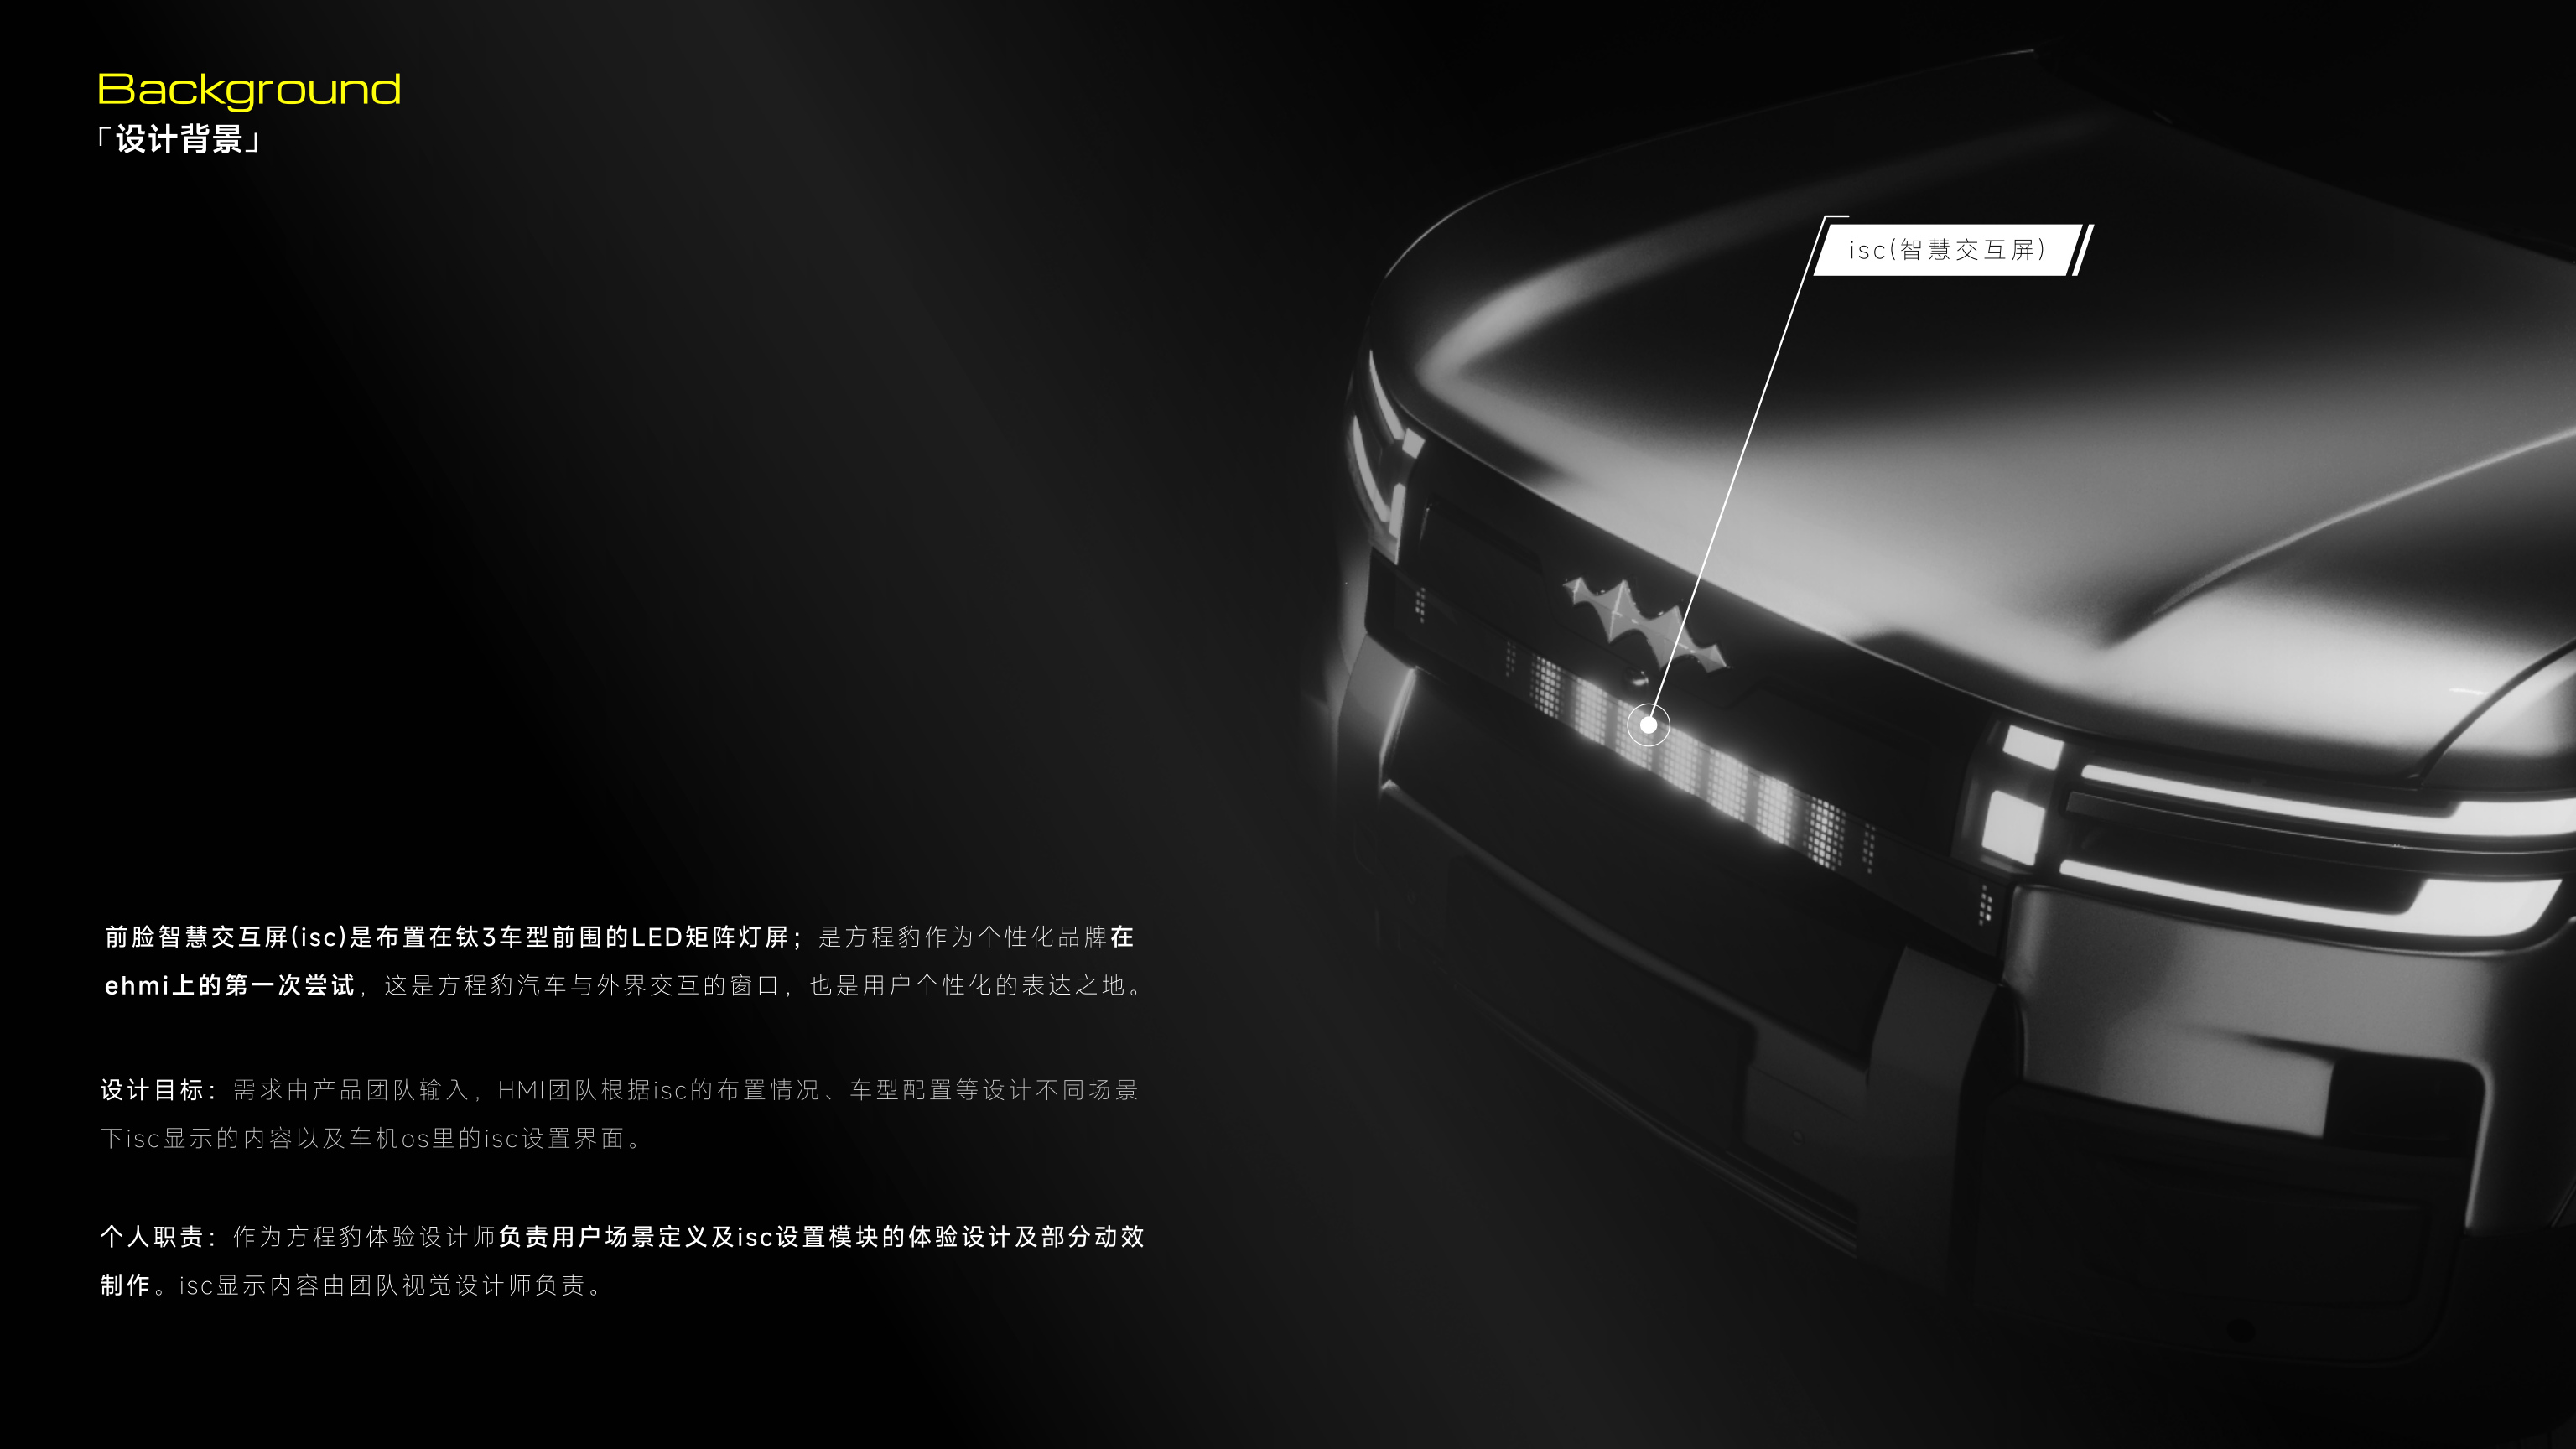 Background
「设计背景」
isc(智慧交互屏)
前脸智慧交互屏(isc)是布置在钛3车型前围的LED矩阵灯屏；是方程豹作为个性化品牌在
ehmi上的第一次尝试，这是方程豹汽车与外界交互的窗口，也是用户个性化的表达之地。
设计目标：需求由产品团队输入，HMI团队根据isc的布置情况、车型配置等设计不同场景
下isc显示的内容以及车机os里的isc设置界面。
个人职责：作为方程豹体验设计师负责用户场景定义及isc设置模块的体验设计及部分动效
制作。isc显示内容由团队视觉设计师负责。